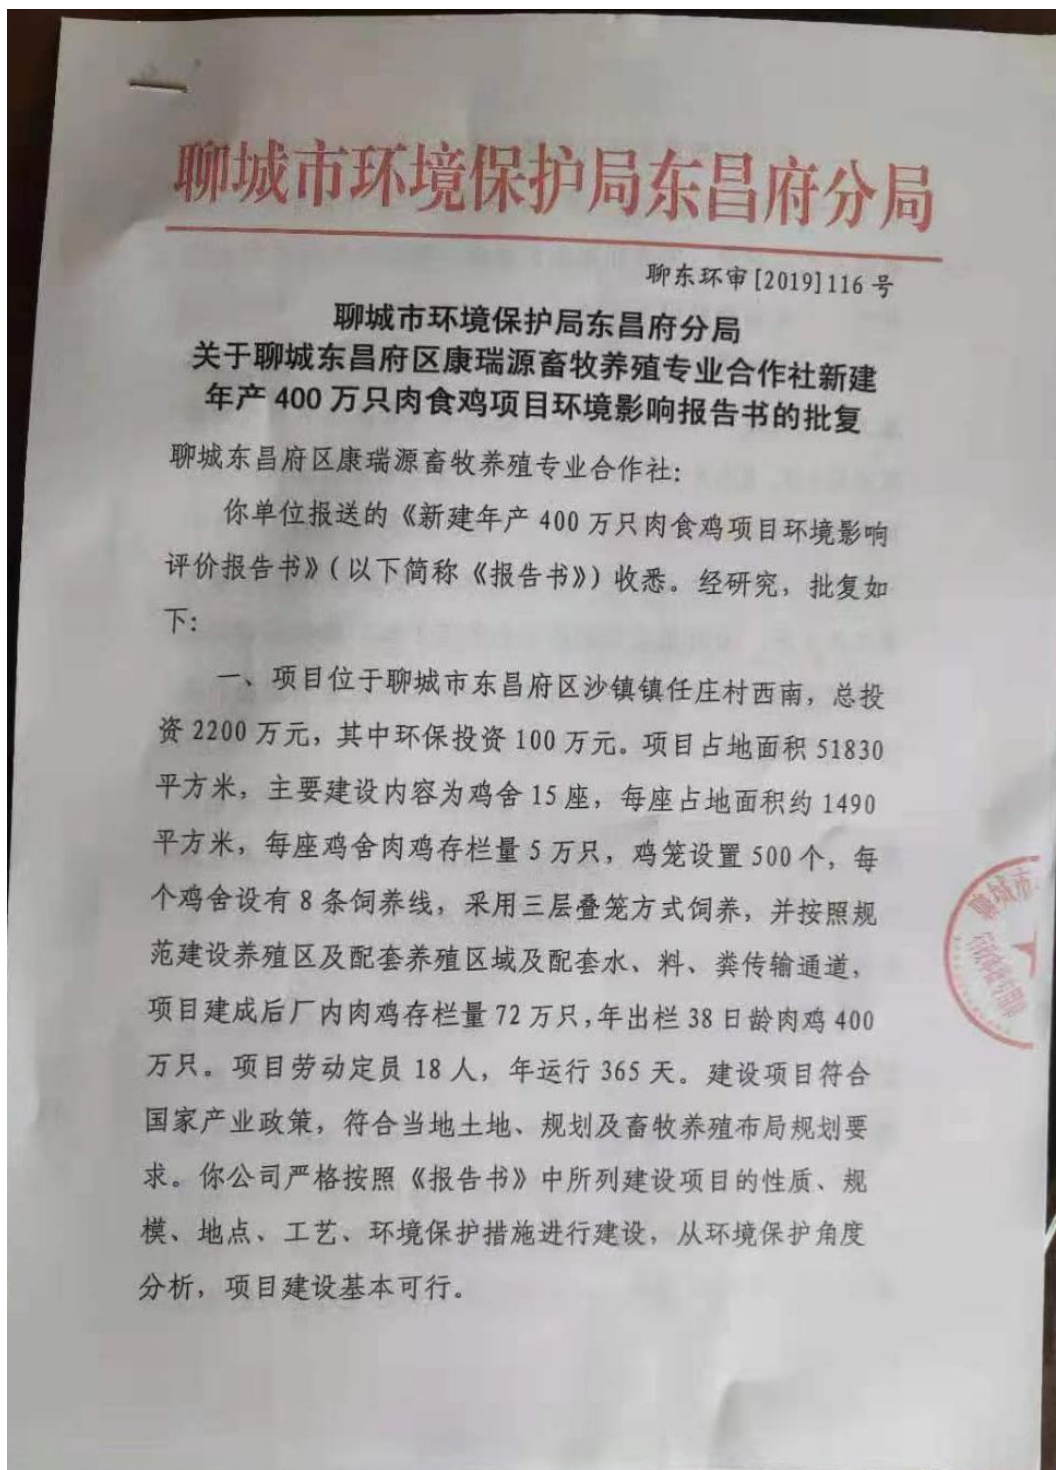 聊城市环境保护局东昌府分局
聊东环审[2019]116号
聊城市环境保护局东昌府分局
关于聊城东昌府区康瑞源畜牧养殖专业合作社新建
年产400万只肉食鸡项目环境影响报告书的批复
聊城东昌府区康瑞源畜牧养殖专业合作社：
你单位报送的《新建年产400万只肉食鸡项目环境影响
评价报告书》（以下简称《报告书》）收悉。经研究，批复如
下：
一、项目位于聊城市东昌府区沙镇镇任庄村西南，总投
资2200万元，其中环保投资100万元。项目占地面积51830
平方米，主要建设内容为鸡舍15座，每座占地面积约1490
平方米，每座鸡舍肉鸡存栏量5万只，鸡笼设置500个，每
个鸡舍设有8条饲养线，采用三层叠笼方式饲养，并按照规
范建设养殖区及配套养殖区域及配套水、料、粪传输通道，
项目建成后厂内肉鸡存栏量72万只，年出栏38日龄肉鸡400
万只。项目劳动定员18人，年运行365天。建设项目符合
国家产业政策，符合当地土地、规划及畜牧养殖布局规划要
求。你公司严格按照《报告书》中所列建设项目的性质、规
模、地点、工艺、环境保护措施进行建设，从环境保护角度
分析，项目建设基本可行。
聊城市